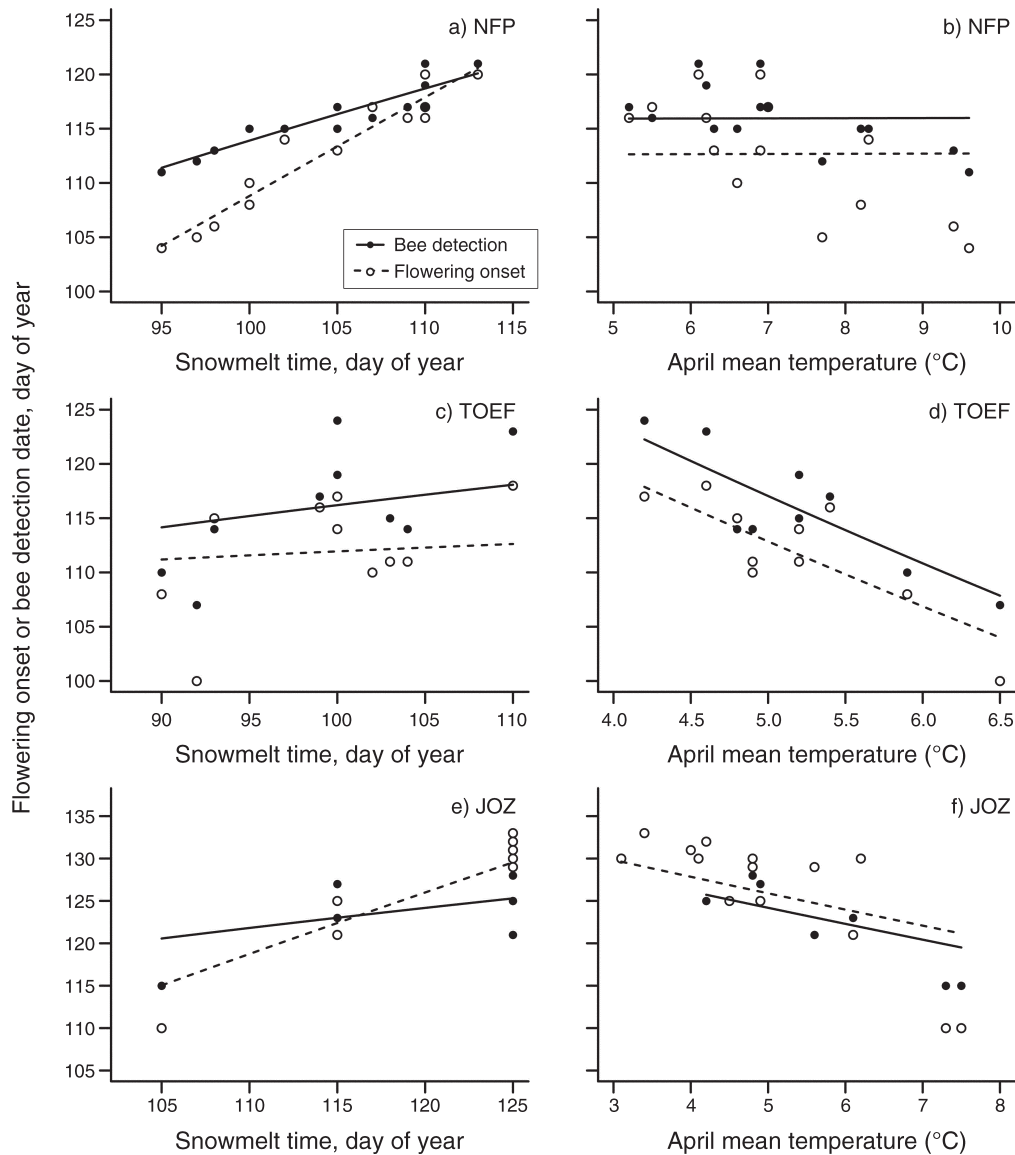 Flowering onset or bee detection date, day of year
a) NFP
125
120
115
110
105
100
Bee detection
Flowering onset
95 100 105 110 115
Snowmelt time, day of year
b) NFP
5 6 7 8 9 10
April mean temperature (°C)
c) TOEF
125
120
115
110
105
100
90 95 100 105 110
Snowmelt time, day of year
d) TOEF
4.0 4.5 5.0 5.5 6.0 6.5
April mean temperature (°C)
e) JOZ
135
130
125
120
115
110
105
105 110 115 120 125
Snowmelt time, day of year
f) JOZ
3 4 5 6 7 8
April mean temperature (°C)